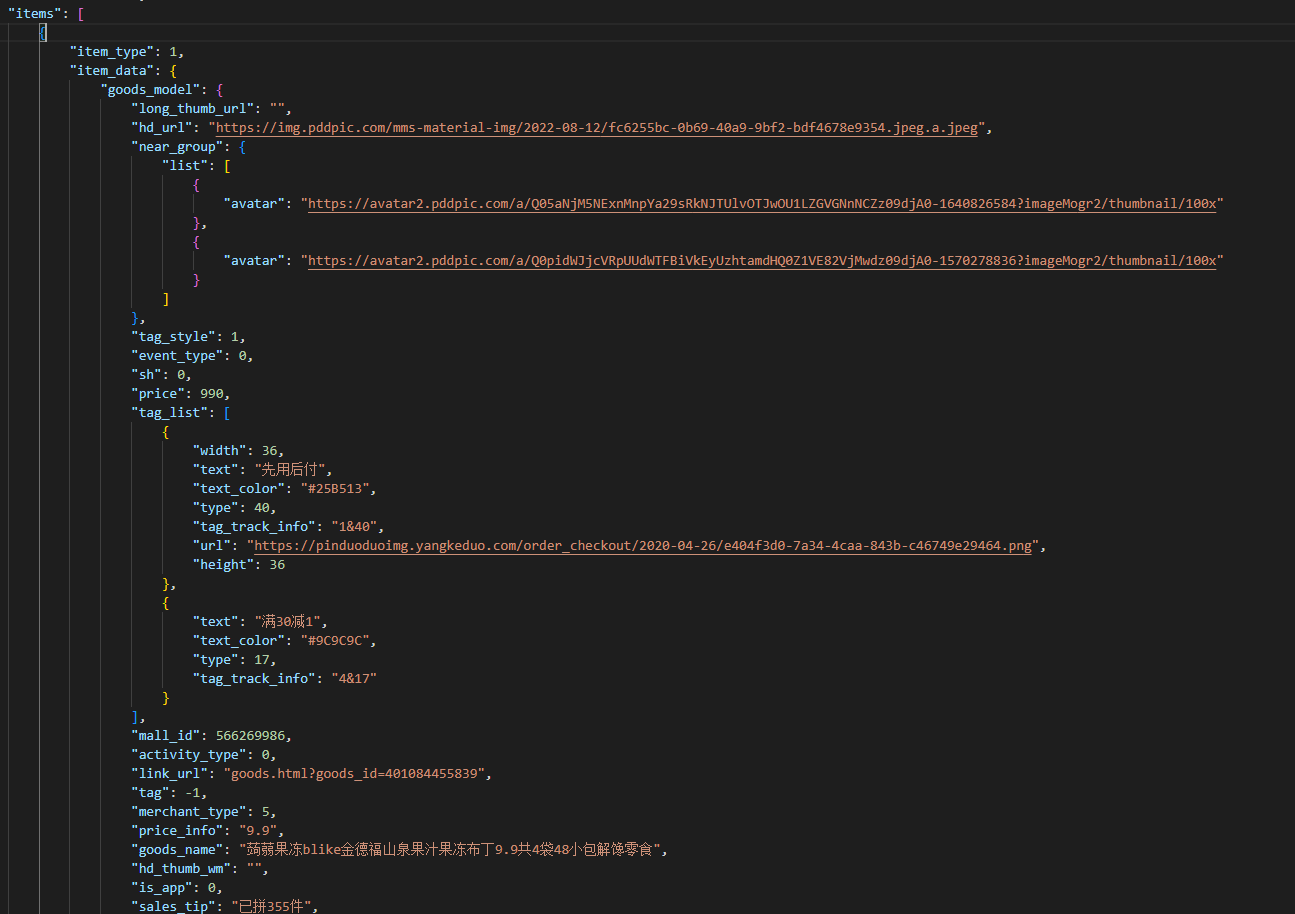 "items": [
{
"item_type": 1,
"item_data": {
"goods_model": {
"long_thumb_url": "",
"hd_url": "https://img.pddpic.com/mms-material-img/2022-08-12/fc6255bc-0b69-40a9-9bf2-bdf4678e9354.jpeg.a.jpeg",
"near_group": {
"list": [
{
"avatar": "https://avatar2.pddpic.com/a/Q05aNjM5NExnMnpYa29sRkNJTUlvOTJwOU1LZGVGNnNCZz09djA0-1640826584?imageMogr2/thumbnail/100x"
},
{
"avatar": "https://avatar2.pddpic.com/a/Q0pidWJjcVRpUUdWTFBiVkEyUzhtamdHQ0Z1VE82VjMwdz09djA0-1570278836?imageMogr2/thumbnail/100x"
}
]
},
"tag_style": 1,
"event_type": 0,
"sh": 0,
"price": 990,
"tag_list": [
{
"width": 36,
"text": "先用后付",
"text_color": "#25B513",
"type": 40,
"tag_track_info": "1&40",
"url": "https://pinduoduoimg.yangkeduo.com/order_checkout/2020-04-26/e404f3d0-7a34-4caa-843b-c46749e29464.png",
"height": 36
},
{
"text": "满30减1",
"text_color": "#9C9C9C",
"type": 17,
"tag_track_info": "4&17"
}
],
"mall_id": 566269986,
"activity_type": 0,
"link_url": "goods.html?goods_id=401084455839",
"tag": -1,
"merchant_type": 5,
"price_info": "9.9",
"goods_name": "蒟蒻果冻blike金德福山泉果汁果冻布丁9.9共4袋48小包解馋零食",
"hd_thumb_wm": "",
"is_app": 0,
"sales_tip": "已拼355件",